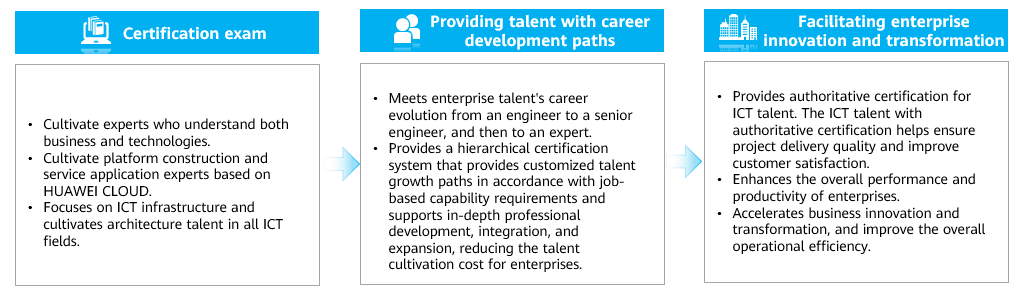 Certification exam
• Cultivate experts who understand both
business and technologies.
• Cultivate platform construction and
service application experts based on
HUAWEI CLOUD.
• Focuses on ICT infrastructure and
cultivates architecture talent in all ICT
fields.
Providing talent with career
development paths
• Meets enterprise talent's career
evolution from an engineer to a senior
engineer, and then to an expert.
• Provides a hierarchical certification
system that provides customized talent
growth paths in accordance with job-
based capability requirements and
supports in-depth professional
development, integration, and
expansion, reducing the talent
cultivation cost for enterprises.
Facilitating enterprise
innovation and transformation
• Provides authoritative certification for
ICT talent. The ICT talent with
authoritative certification helps ensure
project delivery quality and improve
customer satisfaction.
• Enhances the overall performance and
productivity of enterprises.
• Accelerates business innovation and
transformation, and improve the overall
operational efficiency.